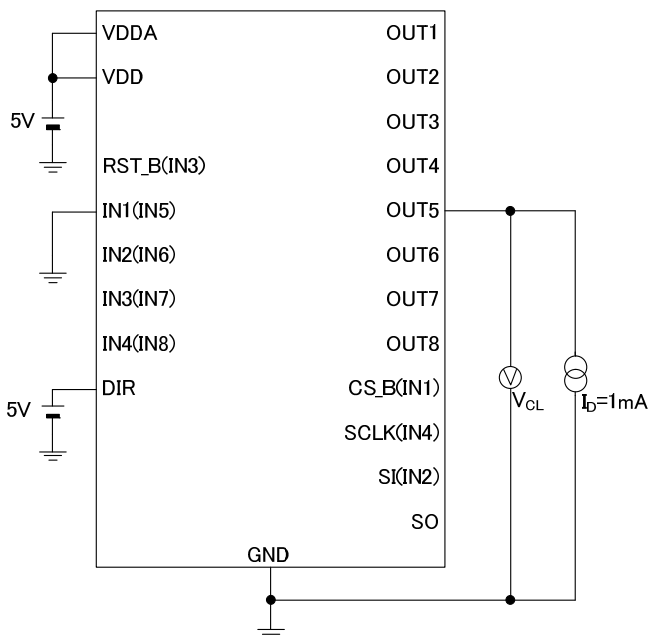 VDDA
VDD
5V
RST_B(IN3)
IN1(IN5)
IN2(IN6)
IN3(IN7)
IN4(IN8)
DIR
5V
OUT1
OUT2
OUT3
OUT4
OUT5
OUT6
OUT7
OUT8
CS_B(IN1)
SCLK(IN4)
SI(IN2)
SO
GND
V
VCL
ID=1mA